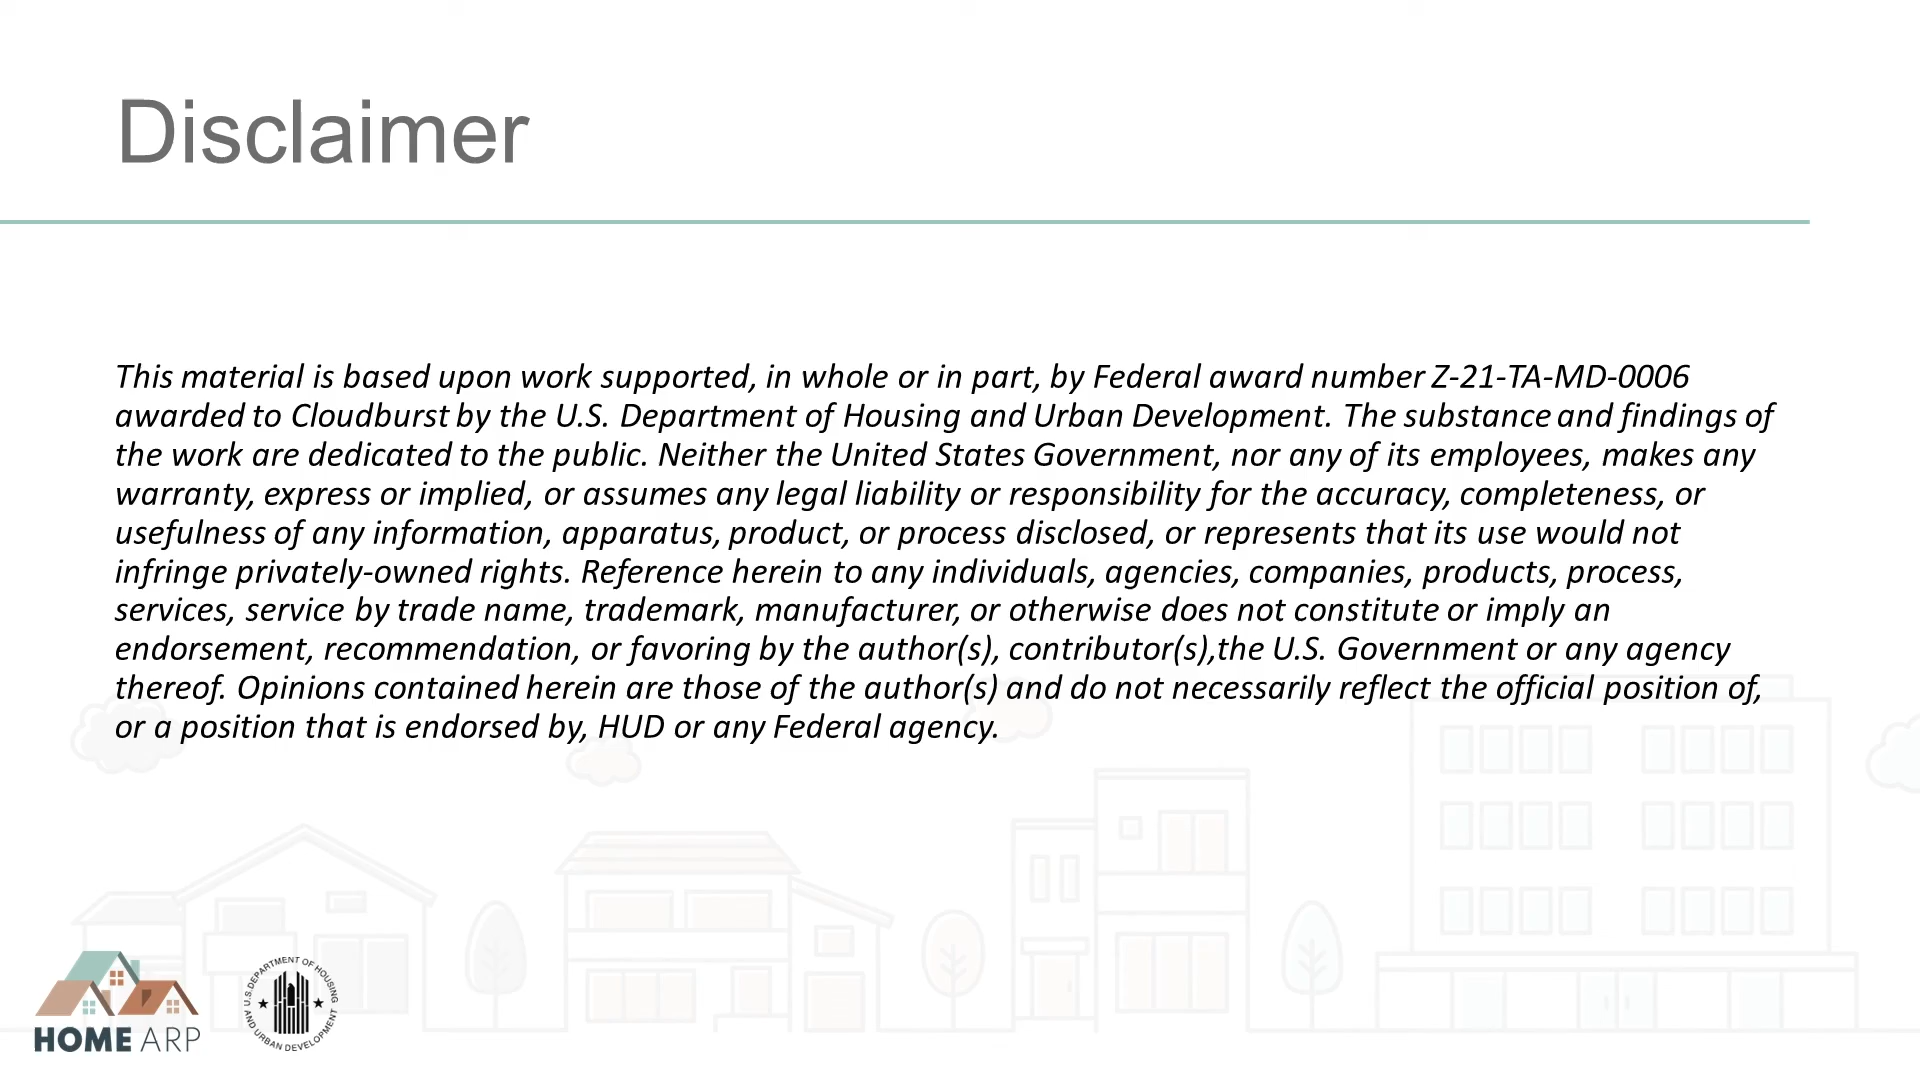 Disclaimer
This material is based upon work supported, in whole or in part, by Federal award number Z-21-TA-MD-0006
awarded to Cloudburst by the U.S. Department of Housing and Urban Development. The substance and findings of
the work are dedicated to the public. Neither the United States Government, nor any of its employees, makes any
warranty, express or implied, or assumes any legal liability or responsibility for the accuracy, completeness, or
usefulness of any information, apparatus, product, or process disclosed, or represents that its use would not
infringe privately-owned rights. Reference herein to any individuals, agencies, companies, products, process,
services, service by trade name, trademark, manufacturer, or otherwise does not constitute or imply an
endorsement, recommendation, or favoring by the author(s), contributor(s),the U.S. Government or any agency
thereof. Opinions contained herein are those of the author(s) and do not necessarily reflect the official position of,
or a position that is endorsed by, HUD or any Federal agency.
HOME ARP
U.S. DEPARTMENT OF HOUSING
AND URBAN DEVELOPMENT